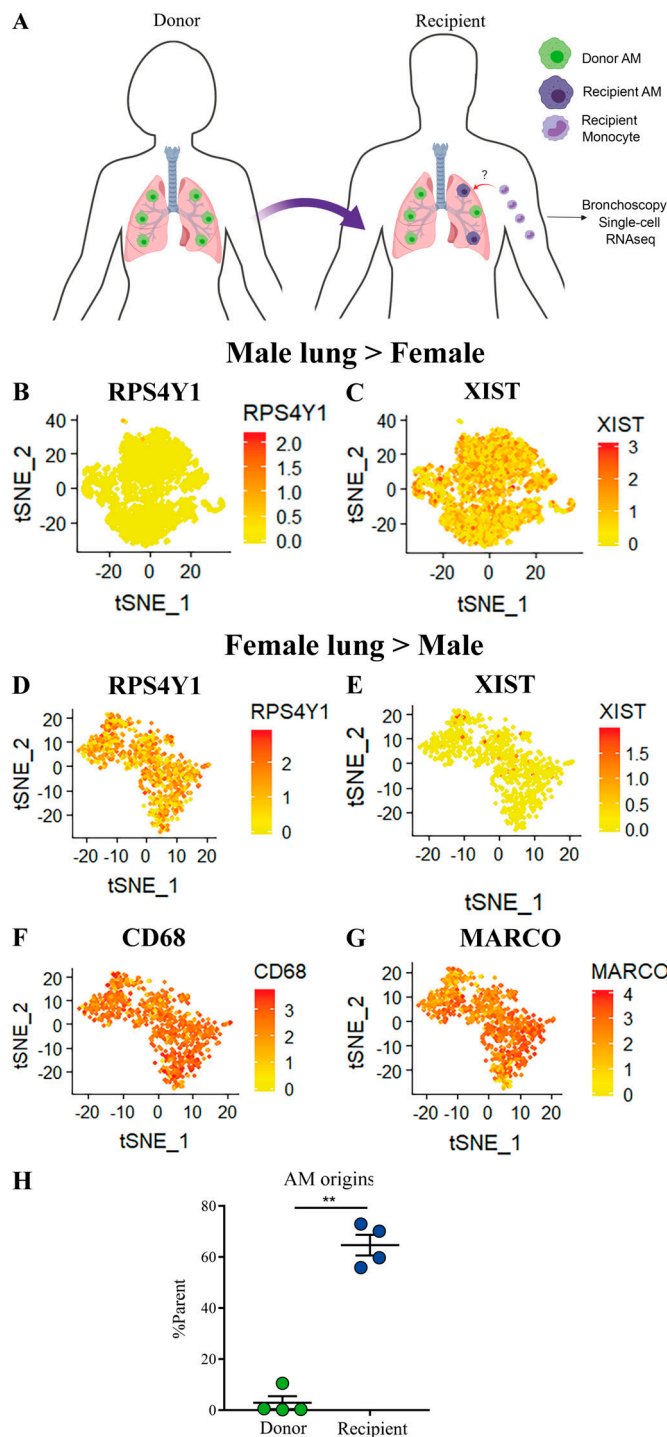 A
Donor
Recipient
Donor AM
Recipient AM
Recipient
Monocyte
?
Bronchoscopy
Single-cell
RNAseq
Male lung > Female
B
RPS4Y1
C
XIST
40
20
0
-20
tSNE_2
-20 0 20
tSNE_1
RPS4Y1
2.0
1.5
1.0
0.5
0.0
40
20
0
-20
tSNE_2
-20 0 20
tSNE_1
XIST
3
2
1
0
Female lung > Male
D
RPS4Y1
E
XIST
20
10
0
-10
-20
tSNE_2
-20 -10 0 10 20
tSNE_1
RPS4Y1
2
1
0
20
10
0
-10
-20
tSNE_2
-20 -10 0 10 20
tSNE_1
XIST
1.5
1.0
0.5
0.0
F
CD68
G
MARCO
20
10
0
-10
-20
tSNE_2
-20 -10 0 10 20
tSNE_1
CD68
3
2
1
0
20
10
0
-10
-20
tSNE_2
-20 -10 0 10 20
tSNE_1
MARCO
4
3
2
1
0
H
AM origins
**
80
60
40
20
0
%Parent
Donor Recipient